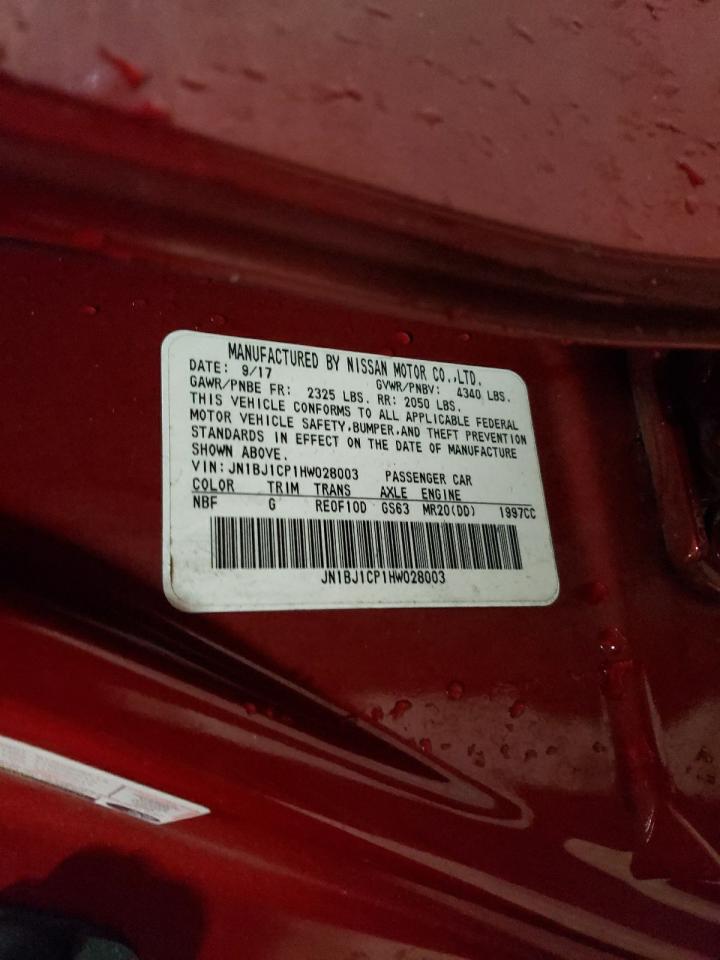 MANUFACTURED BY NISSAN MOTOR CO.,LTD.
DATE: 9/17 GVWR/PNBV: 4340 LBS.
GAWR/PNBE FR: 2325 LBS. RR: 2050 LBS.
THIS VEHICLE CONFORMS TO ALL APPLICABLE FEDERAL
MOTOR VEHICLE SAFETY,BUMPER,AND THEFT PREVENTION
STANDARDS IN EFFECT ON THE DATE OF MANUFACTURE
SHOWN ABOVE.
VIN: JN1BJ1CP1HW028003 PASSENGER CAR
COLOR TRIM TRANS AXLE ENGINE
NBF G RE0F10D GS63 MR20(DD) 1997CC
JN1BJ1CP1HW028003